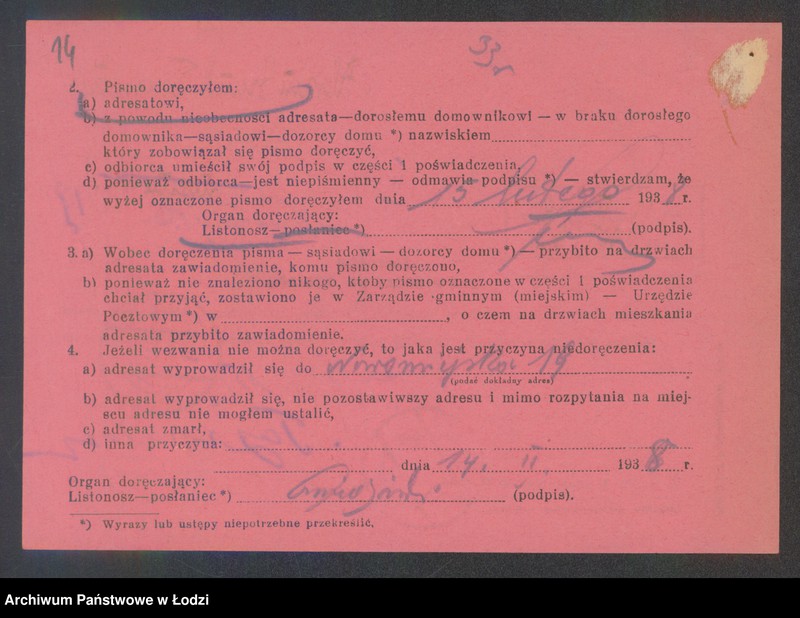 14
33
2. Pismo doręczyłem:
a) adresatowi,
b) z powodu nieobecności adresata—dorosłemu domownikowi — w braku dorosłego
domownika—sąsiadowi—dozorcy domu *) nazwiskiem
który zobowiązał się pismo doręczyć,
c) odbiorca umieścił swój podpis w części 1 poświadczenia,
d) ponieważ odbiorca—jest niepiśmienny — odmawia podpisu *) — stwierdzam, że
wyżej oznaczone pismo doręczyłem dnia 15 lutego 1938 r.
Organ doręczający:
Listonosz—posłaniec *) (podpis).
3. a) Wobec doręczenia pisma — sąsiadowi — dozorcy domu *) — przybito na drzwiach
adresata zawiadomienie, komu pismo doręczono,
b) ponieważ nie znaleziono nikogo, ktoby pismo oznaczone w części 1 poświadczenia
chciał przyjąć, zostawiono je w Zarządzie gminnym (miejskim) — Urzędzie
Pocztowym *) w , o czem na drzwiach mieszkania
adresata przybito zawiadomienie.
4. Jeżeli wezwania nie można doręczyć, to jaka jest przyczyna niedoręczenia:
a) adresat wyprowadził się do 19
(podać dokładny adres)
b) adresat wyprowadził się, nie pozostawiwszy adresu i mimo rozpytania na miej-
scu adresu nie mogłem ustalić,
c) adresat zmarł,
d) inna przyczyna:
dnia 14. II. 1938 r.
Organ doręczający:
Listonosz—posłaniec *) (podpis).
*) Wyrazy lub ustępy niepotrzebne przekreślić.
Archiwum Państwowe w Łodzi